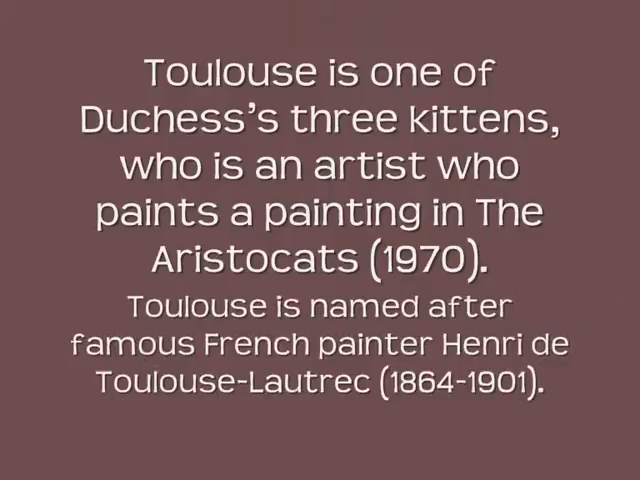 Toulouse is one of
Duchess's three kittens,
who is an artist who
paints a painting in The
Aristocats (1970).
Toulouse is named after
famous French painter Henri de
Toulouse-Lautrec (1864-1901).